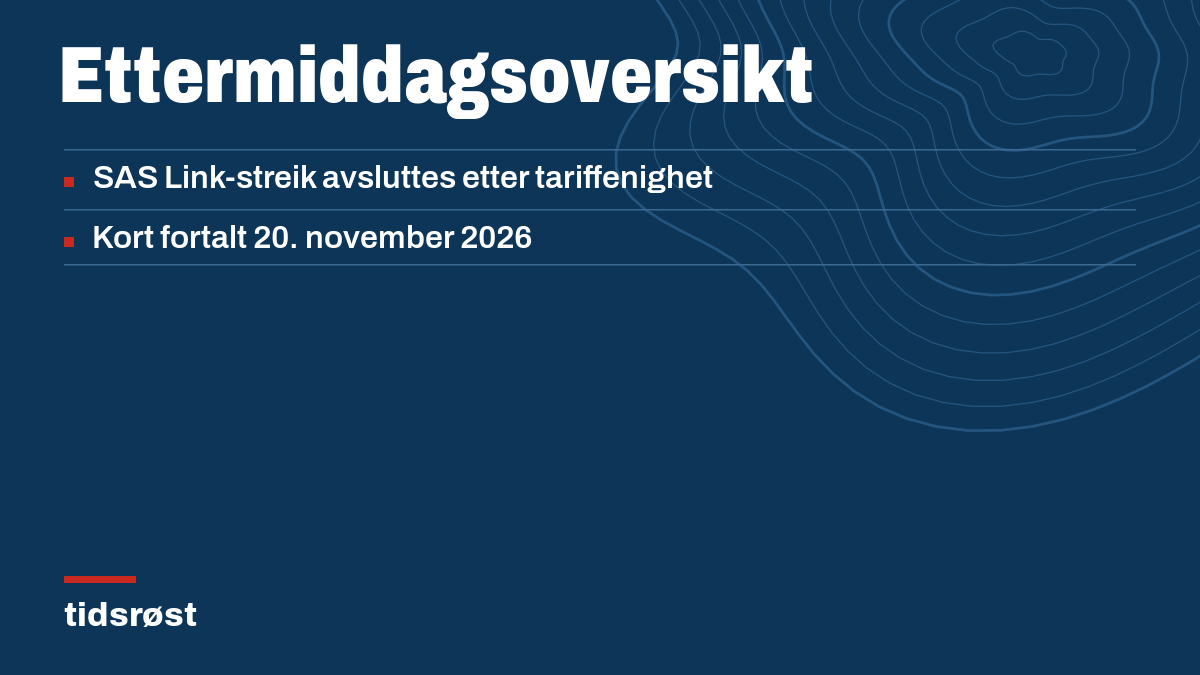 Ettermiddagsoversikt
SAS Link-streik avsluttes etter tariffenighet
Kort fortalt 20. november 2026
tidsrøst